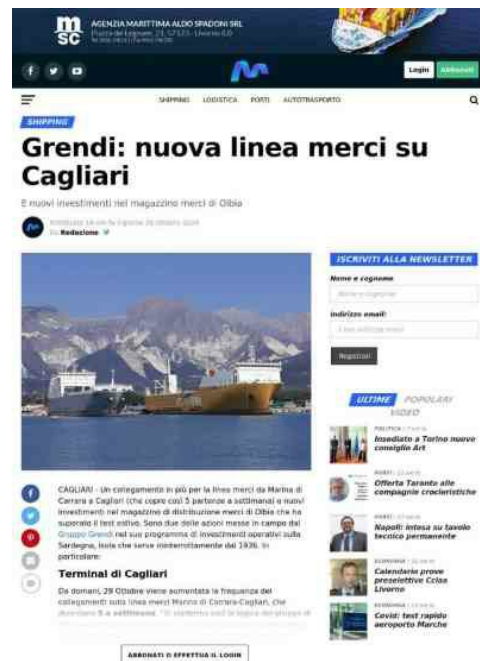 msc
AGENZIA MARITTIMA ALDO SPADONI SRL
Login
Abbonati
SHIPPING LOGISTICA PORTI AUTOTRASPORTO
SHIPPING
Grendi: nuova linea merci su
Cagliari
E nuovi investimenti nel magazzino merci di Olbia
Redazione
CAGLIARI - Un collegamento in più per la linea merci da Marina di
Carrara a Cagliari (che copre così 5 partenze a settimana) e nuovi
investimenti nel magazzino di distribuzione merci di Olbia che ha
superato il test estivo. Sono due delle azioni messe in campo dal
Gruppo Grendi nel suo programma di investimenti operativi sulla
Sardegna, isola che serve ininterrottamente dal 1936. In
particolare:
Terminal di Cagliari
Da domani, 29 Ottobre viene aumentata la frequenza dei
collegamenti sulla linea merci Marina di Carrara-Cagliari, che
diventano 5 a settimana.
ABBONATI O EFFETTUA IL LOGIN
ISCRIVITI ALLA NEWSLETTER
Nome e cognome
Indirizzo email:
Registrati
ULTIME POPOLARI
VIDEO
POLITICA
Insediato a Torino nuovo
consiglio Art
Offerta Taranto alle
compagnie crocieristiche
Napoli: intesa su tavolo
tecnico permanente
ECONOMIA
Calendario prove
preselettive Cciaa
Livorno
ECONOMIA
Covid: test rapido
aeroporto Marche